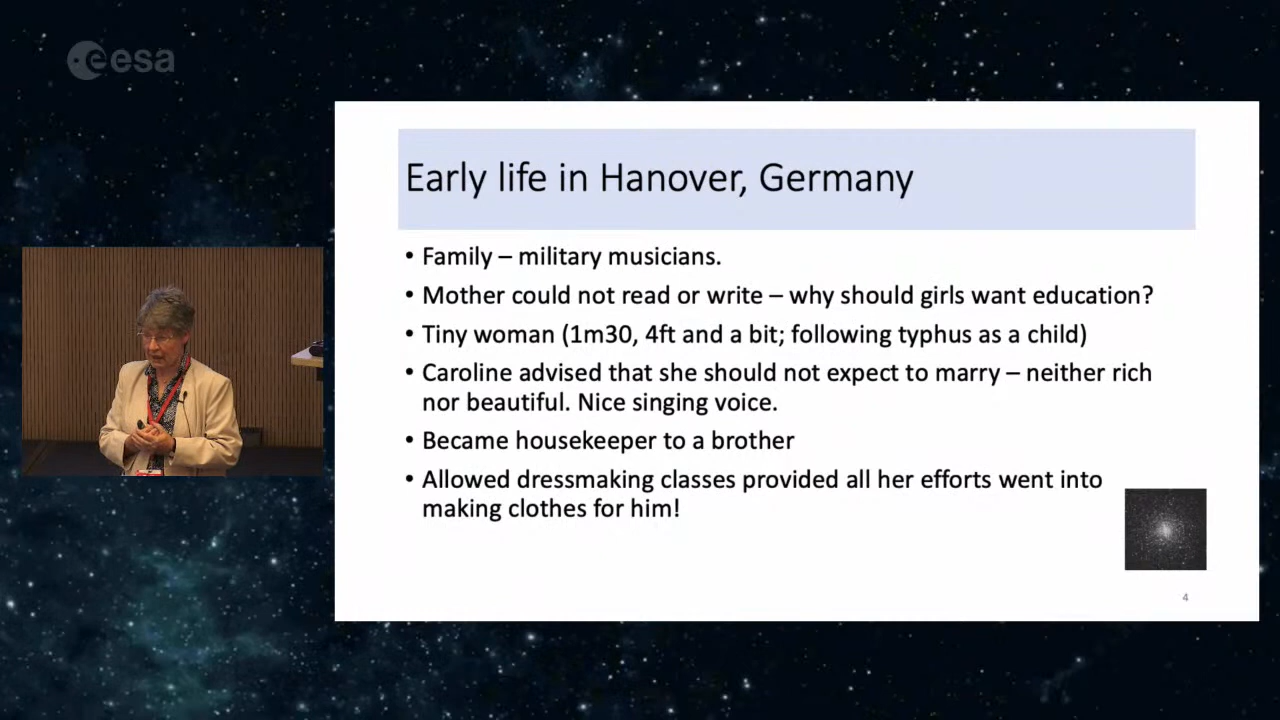 esa
Early life in Hanover, Germany
• Family – military musicians.
• Mother could not read or write – why should girls want education?
• Tiny woman (1m30, 4ft and a bit; following typhus as a child)
• Caroline advised that she should not expect to marry – neither rich
nor beautiful. Nice singing voice.
• Became housekeeper to a brother
• Allowed dressmaking classes provided all her efforts went into
making clothes for him!
4